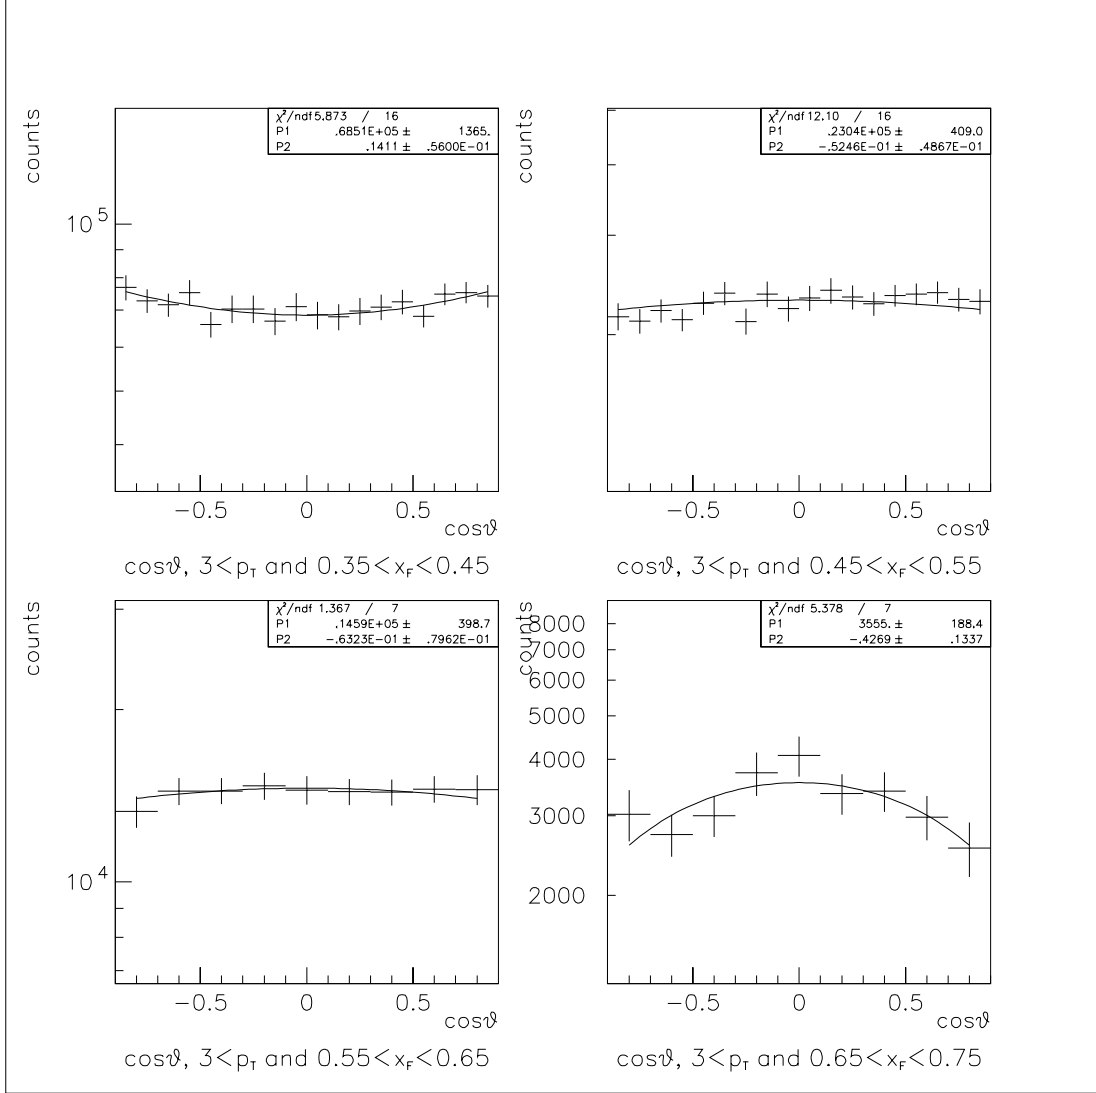 counts
χ²/ndf 5.873 / 16
P1 .6851E+05 ± 1365.
P2 .1411 ± .5600E-01
10⁵
−0.5 0 0.5
cosϑ
cosϑ, 3<p_T and 0.35<x_F<0.45
counts
χ²/ndf 12.10 / 16
P1 .2304E+05 ± 409.0
P2 -.5246E-01 ± .4867E-01
−0.5 0 0.5
cosϑ
cosϑ, 3<p_T and 0.45<x_F<0.55
counts
χ²/ndf 1.367 / 7
P1 .1459E+05 ± 398.7
P2 -.6323E-01 ± .7962E-01
10⁴
−0.5 0 0.5
cosϑ
cosϑ, 3<p_T and 0.55<x_F<0.65
counts
χ²/ndf 5.378 / 7
P1 3555. ± 188.4
P2 -.4269 ± .1337
8000
7000
6000
5000
4000
3000
2000
−0.5 0 0.5
cosϑ
cosϑ, 3<p_T and 0.65<x_F<0.75